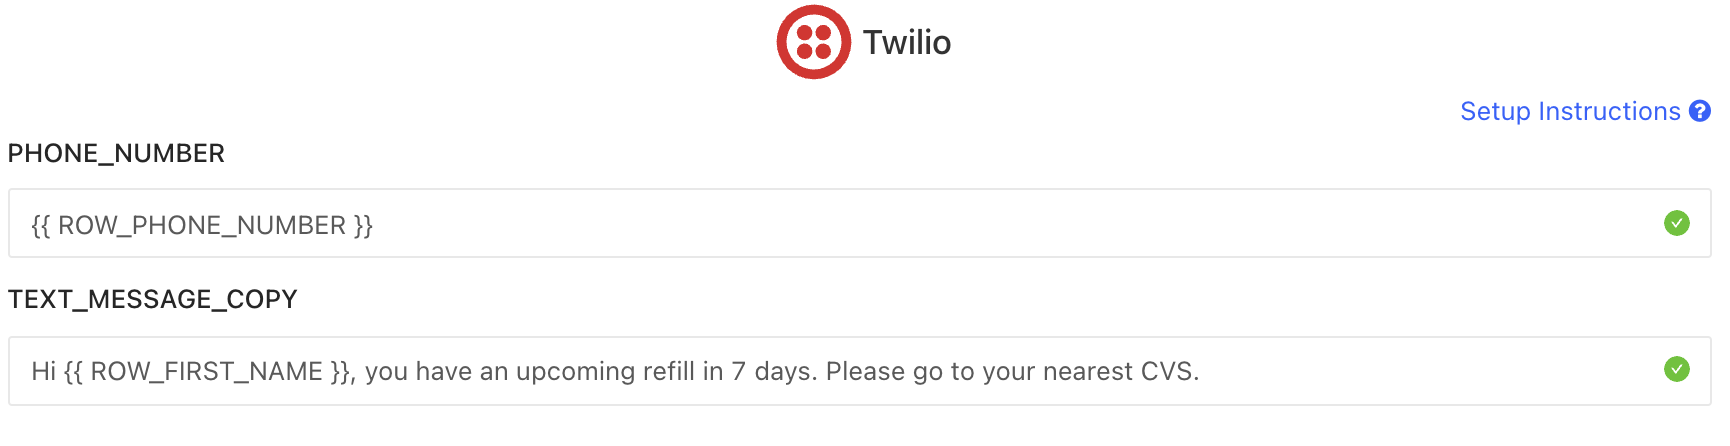 Twilio
Setup Instructions ?
PHONE_NUMBER
{{ ROW_PHONE_NUMBER }}
TEXT_MESSAGE_COPY
Hi {{ ROW_FIRST_NAME }}, you have an upcoming refill in 7 days. Please go to your nearest CVS.